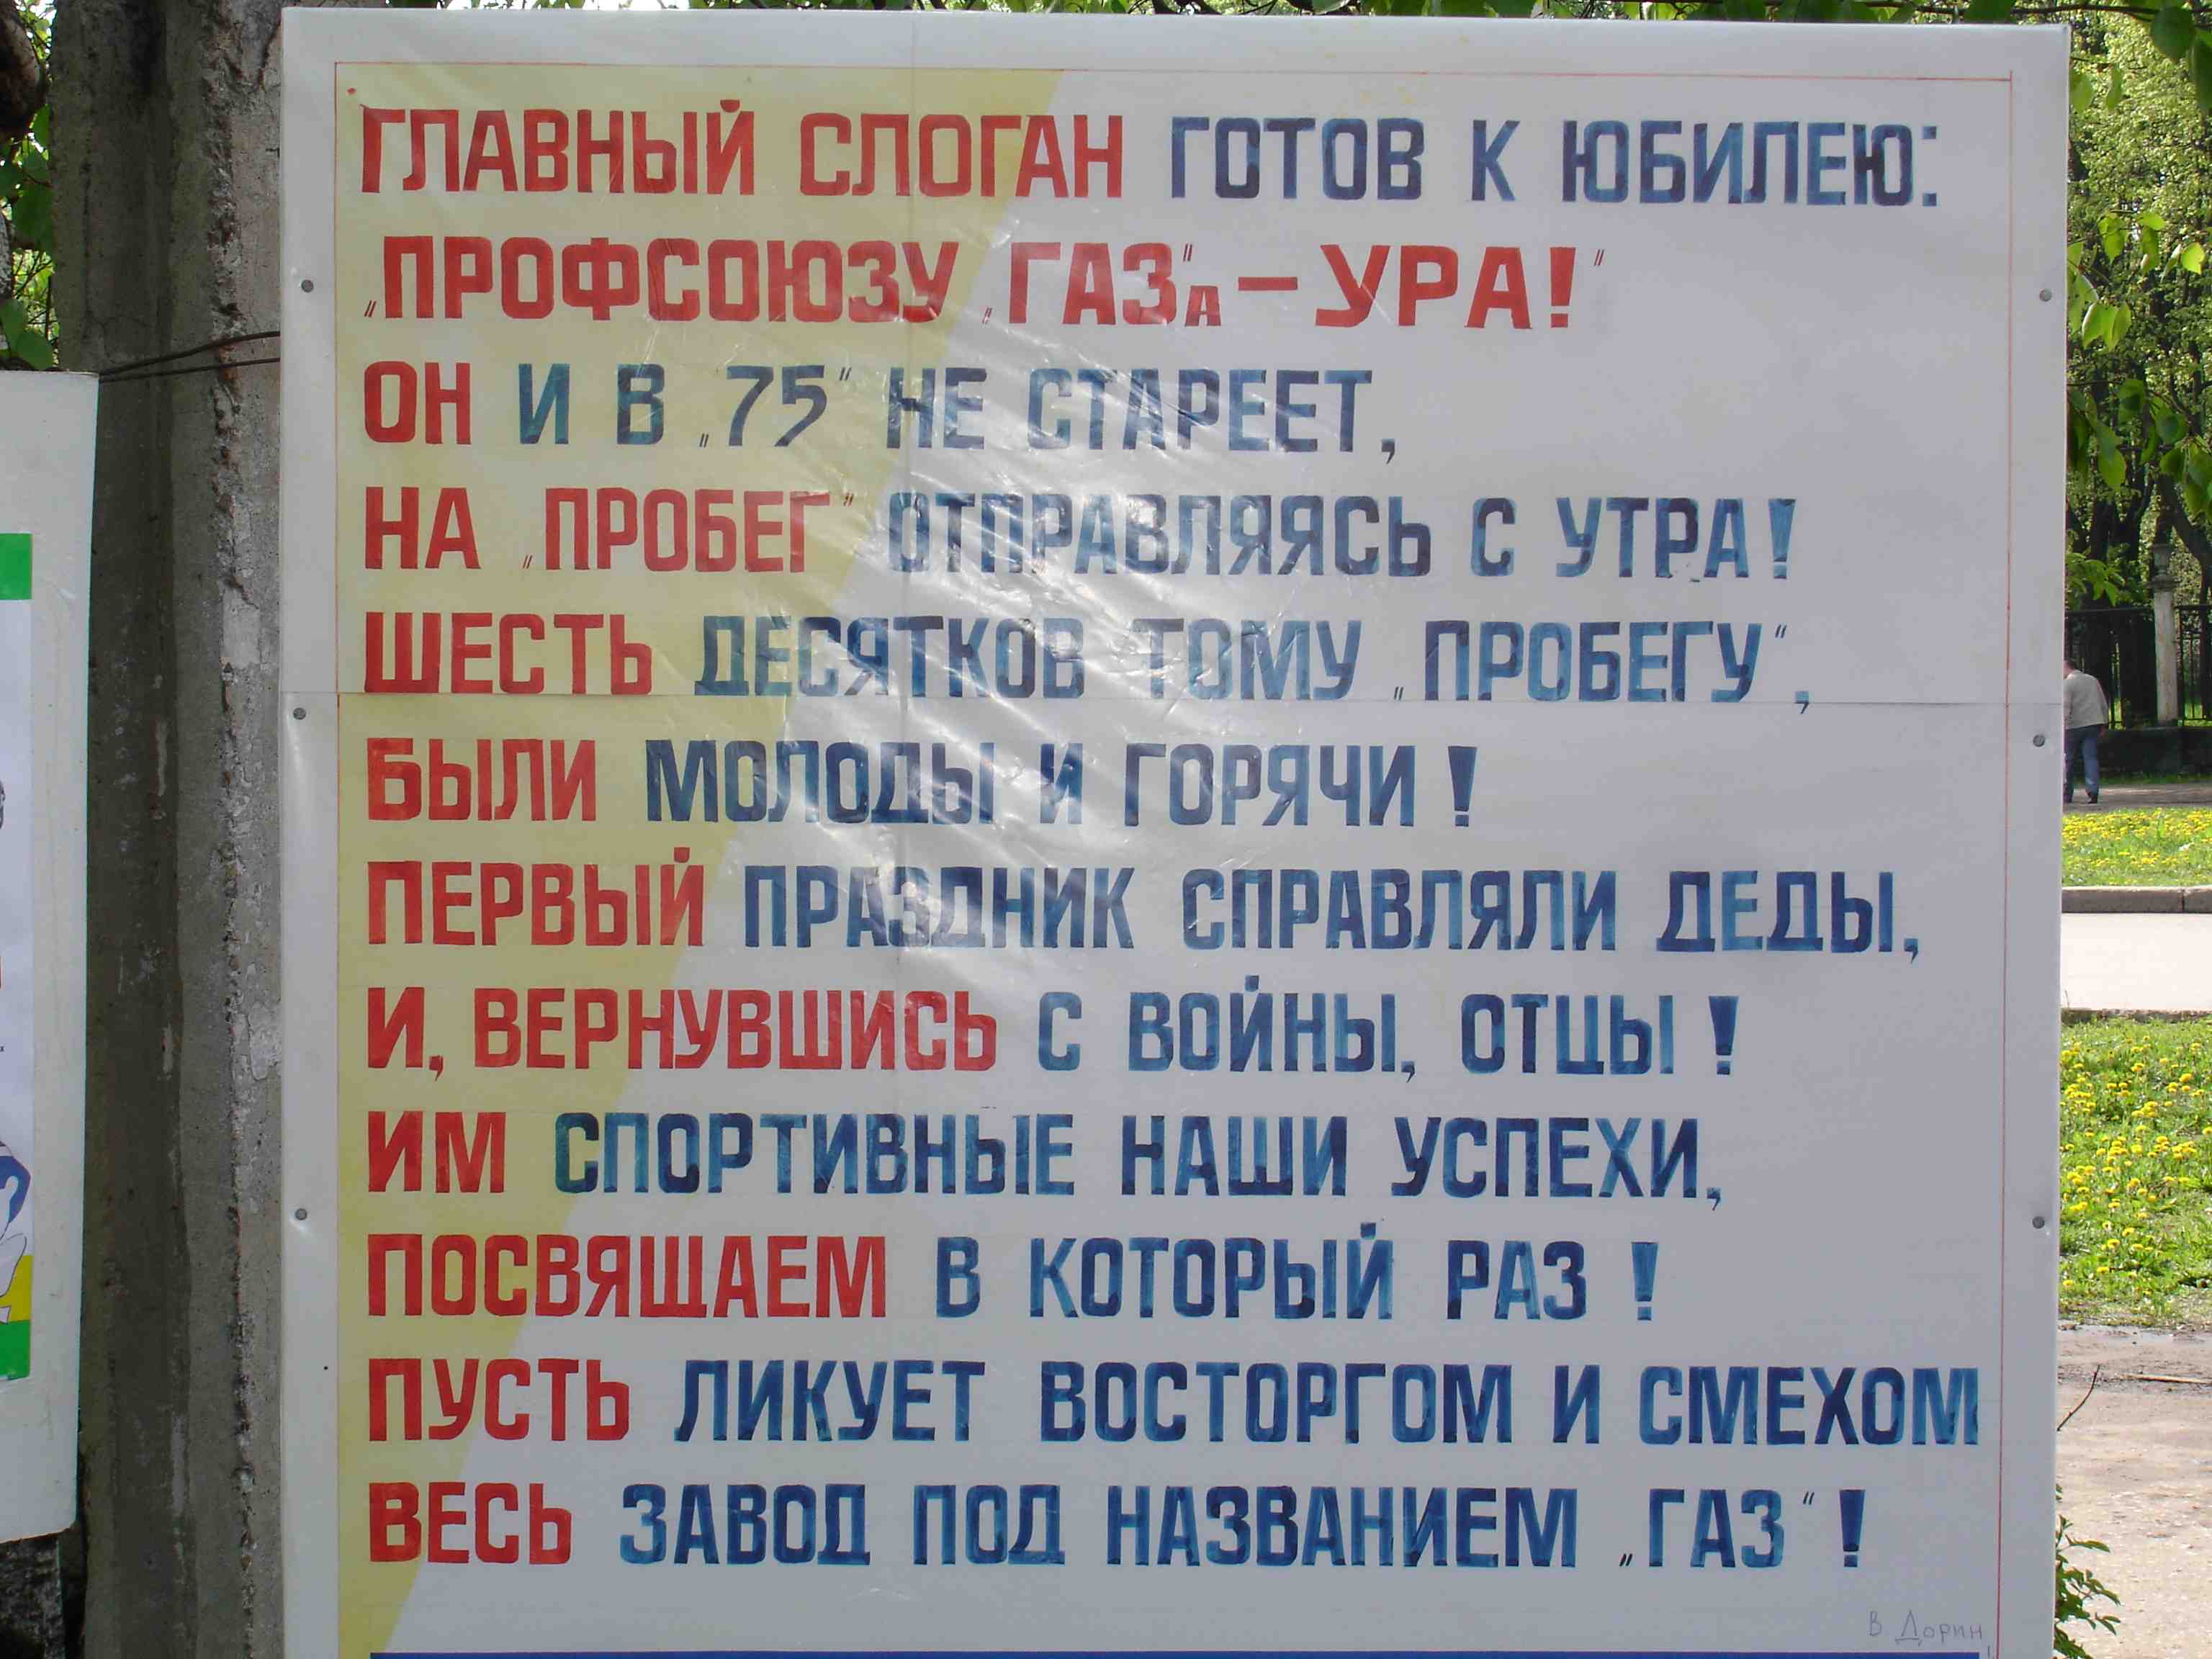 ГЛАВНЫЙ СЛОГАН ГОТОВ К ЮБИЛЕЮ:
„ПРОФСОЮЗУ „ГАЗ"А – УРА!"
ОН И В „75" НЕ СТАРЕЕТ,
НА „ПРОБЕГ" ОТПРАВЛЯЯСЬ С УТРА!
ШЕСТЬ ДЕСЯТКОВ ТОМУ „ПРОБЕГУ",
БЫЛИ МОЛОДЫ И ГОРЯЧИ!
ПЕРВЫЙ ПРАЗДНИК СПРАВЛЯЛИ ДЕДЫ,
И, ВЕРНУВШИСЬ С ВОЙНЫ, ОТЦЫ!
ИМ СПОРТИВНЫЕ НАШИ УСПЕХИ,
ПОСВЯЩАЕМ В КОТОРЫЙ РАЗ!
ПУСТЬ ЛИКУЕТ ВОСТОРГОМ И СМЕХОМ
ВЕСЬ ЗАВОД ПОД НАЗВАНИЕМ „ГАЗ"!
В Дорин